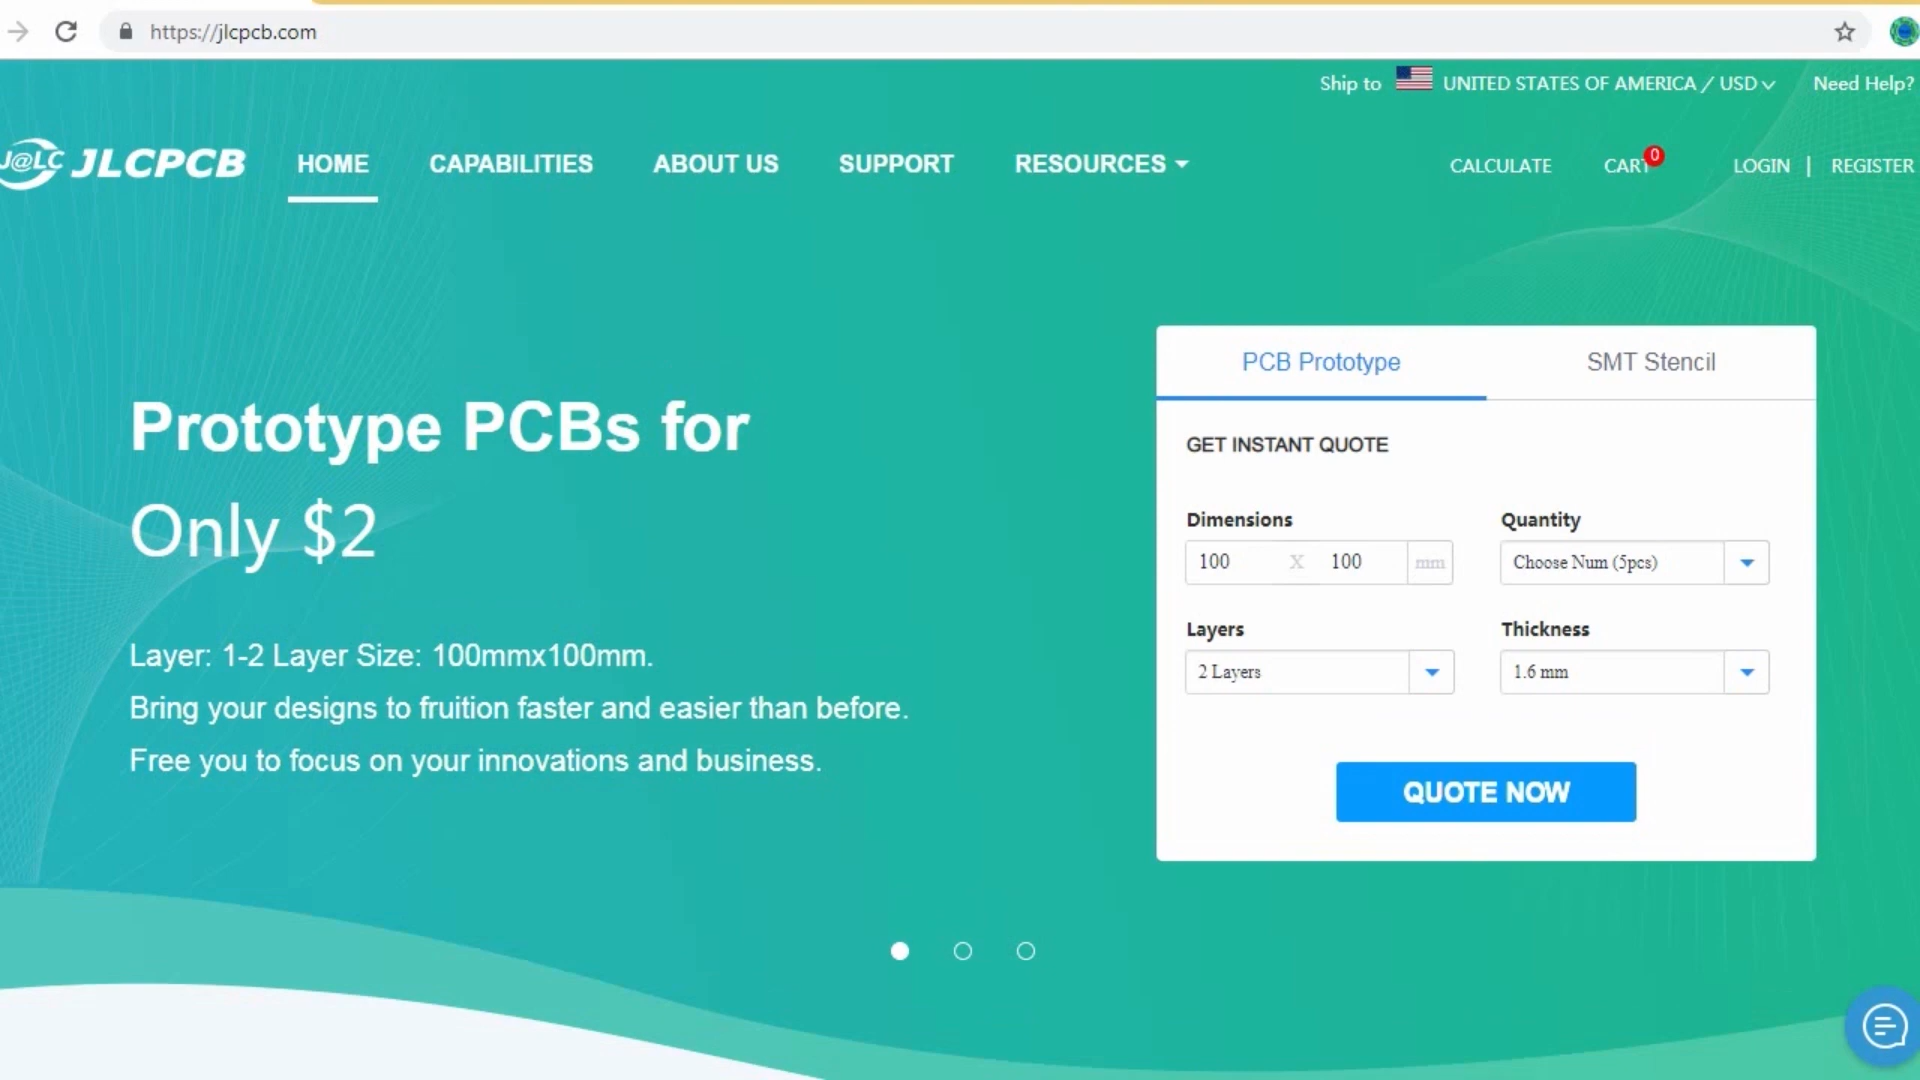 https://jlcpcb.com
Ship to UNITED STATES OF AMERICA / USD Need Help?
J@LC JLCPCB HOME CAPABILITIES ABOUT US SUPPORT RESOURCES CALCULATE CART 0 LOGIN | REGISTER
Prototype PCBs for
Only $2
Layer: 1-2 Layer Size: 100mmx100mm.
Bring your designs to fruition faster and easier than before.
Free you to focus on your innovations and business.
PCB Prototype SMT Stencil
GET INSTANT QUOTE
Dimensions Quantity
100 X 100 mm Choose Num (5pcs)
Layers Thickness
2 Layers 1.6 mm
QUOTE NOW